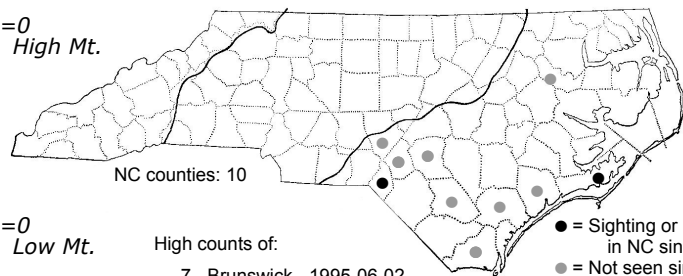 =0
High Mt.
NC counties: 10
=0
Low Mt.
High counts of:
7 - Brunswick - 1995-06-02
● = Sighting or
in NC sin
● = Not seen sin